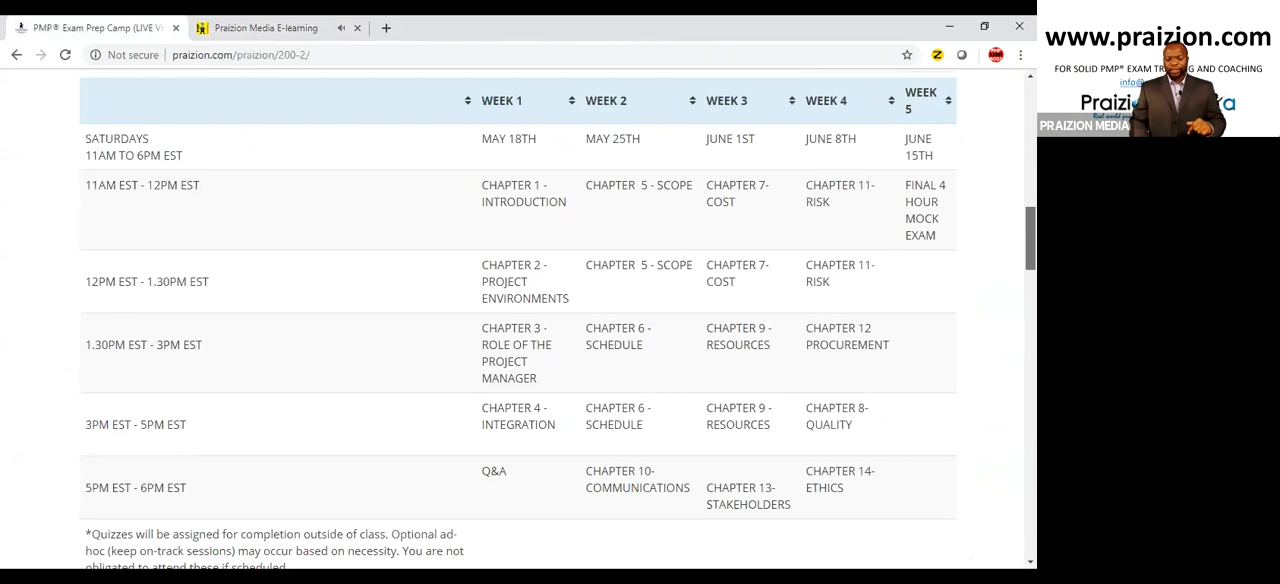 PMP® Exam Prep Camp (LIVE Vi
Praizion Media E-learning
Not secure
praizion.com/praizion/200-2/
www.praizion.com
FOR SOLID PMP® EXAM AND COACHING
info@
PRAIZION MEDIA
WEEK 1 WEEK 2 WEEK 3 WEEK 4 WEEK
5
SATURDAYS MAY 18TH MAY 25TH JUNE 1ST JUNE 8TH JUNE
11AM TO 6PM EST 15TH
11AM EST - 12PM EST CHAPTER 1 - CHAPTER 5 - SCOPE CHAPTER 7- CHAPTER 11- FINAL 4
INTRODUCTION COST RISK HOUR
MOCK
EXAM
CHAPTER 2 - CHAPTER 5 - SCOPE CHAPTER 7- CHAPTER 11-
12PM EST - 1.30PM EST PROJECT COST RISK
ENVIRONMENTS
CHAPTER 3 - CHAPTER 6 - CHAPTER 9 - CHAPTER 12
1.30PM EST - 3PM EST ROLE OF THE SCHEDULE RESOURCES PROCUREMENT
PROJECT
MANAGER
CHAPTER 4 - CHAPTER 6 - CHAPTER 9 - CHAPTER 8-
3PM EST - 5PM EST INTEGRATION SCHEDULE RESOURCES QUALITY
Q&A CHAPTER 10- CHAPTER 14-
5PM EST - 6PM EST COMMUNICATIONS CHAPTER 13- ETHICS
STAKEHOLDERS
*Quizzes will be assigned for completion outside of class. Optional ad-
hoc (keep on-track sessions) may occur based on necessity. You are not
obligated to attend these if scheduled.